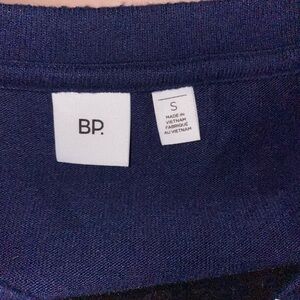 BP.
S
MADE IN
VIETNAM
FABRIQUÉ
AU VIETNAM